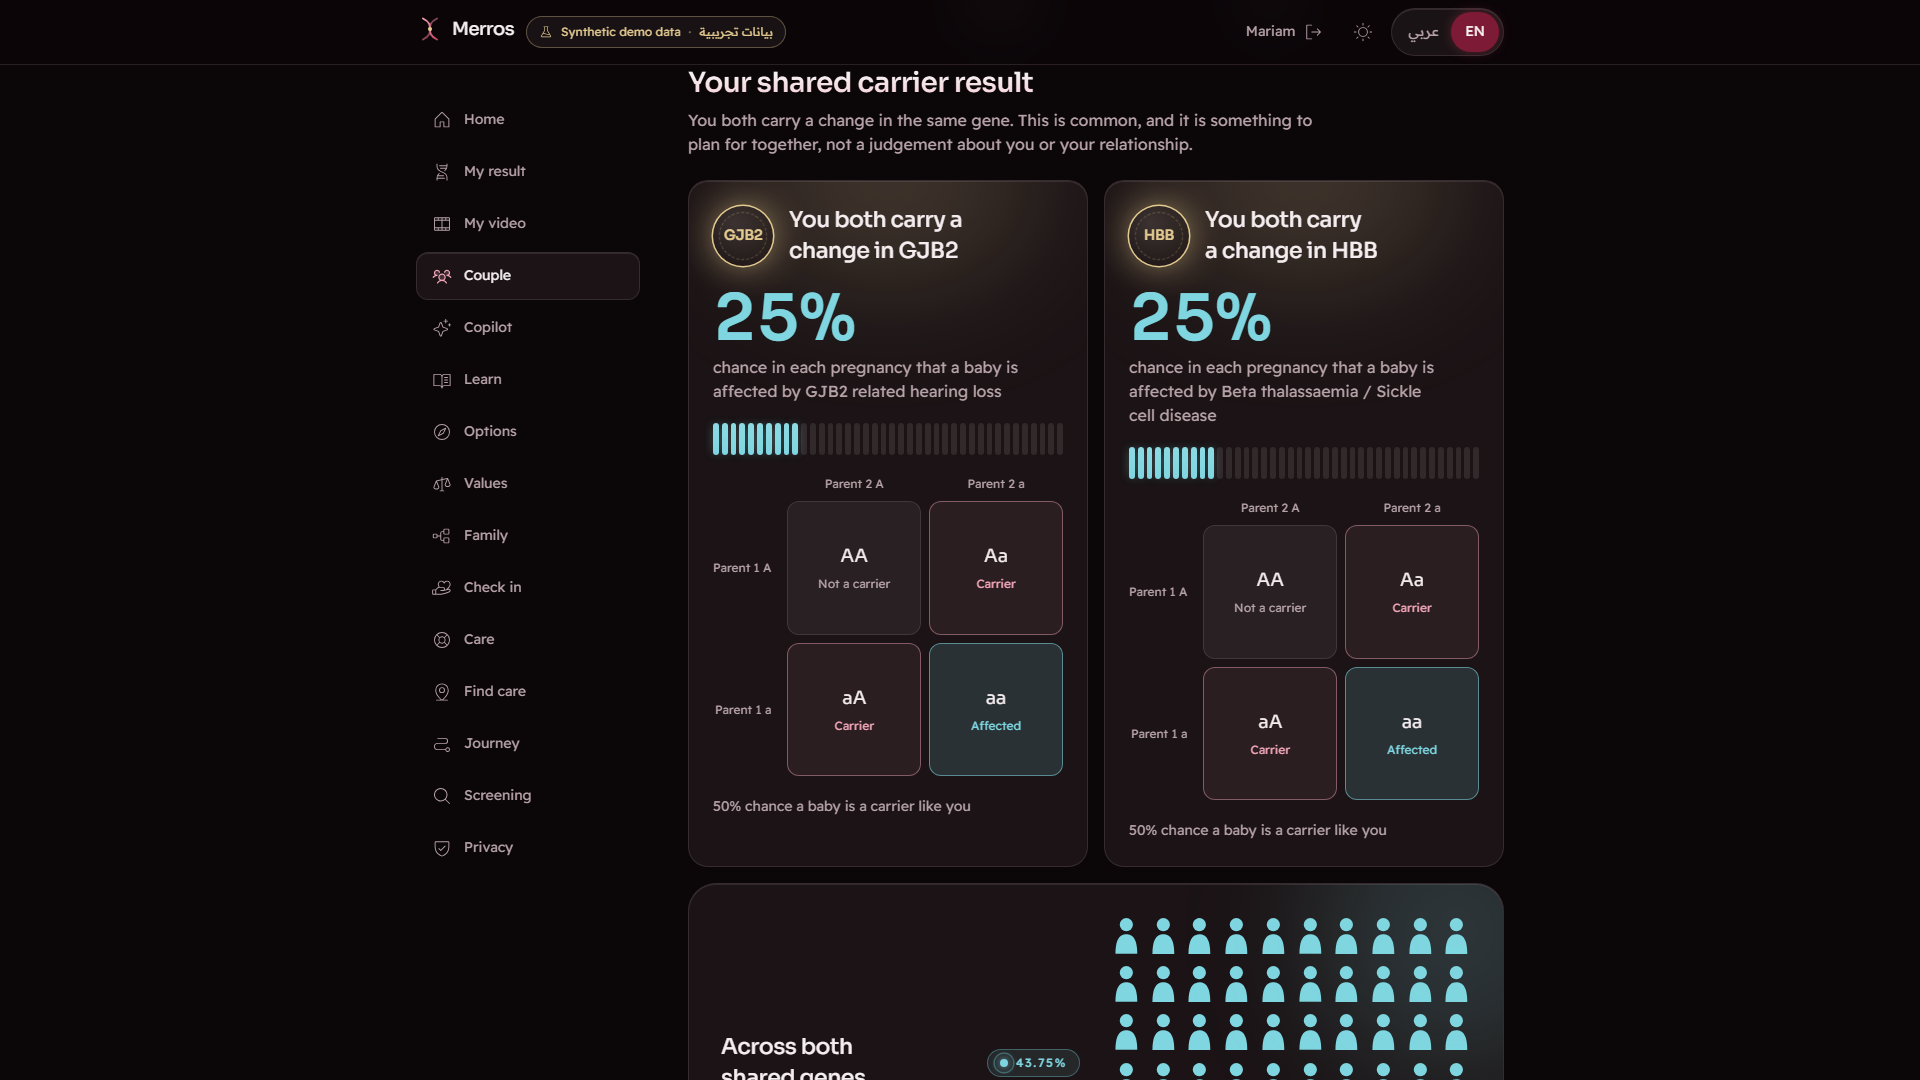 Merros
Synthetic demo data · بيانات تجريبية
Mariam
عربي
EN
Home
My result
My video
Couple
Copilot
Learn
Options
Values
Family
Check in
Care
Find care
Journey
Screening
Privacy
Your shared carrier result
You both carry a change in the same gene. This is common, and it is something to
plan for together, not a judgement about you or your relationship.
GJB2
You both carry a
change in GJB2
25%
chance in each pregnancy that a baby is
affected by GJB2 related hearing loss
Parent 2 A
Parent 2 a
Parent 1 A
AA
Not a carrier
Aa
Carrier
Parent 1 a
aA
Carrier
aa
Affected
50% chance a baby is a carrier like you
HBB
You both carry
a change in HBB
25%
chance in each pregnancy that a baby is
affected by Beta thalassaemia / Sickle
cell disease
Parent 2 A
Parent 2 a
Parent 1 A
AA
Not a carrier
Aa
Carrier
Parent 1 a
aA
Carrier
aa
Affected
50% chance a baby is a carrier like you
Across both
shared genes
43.75%